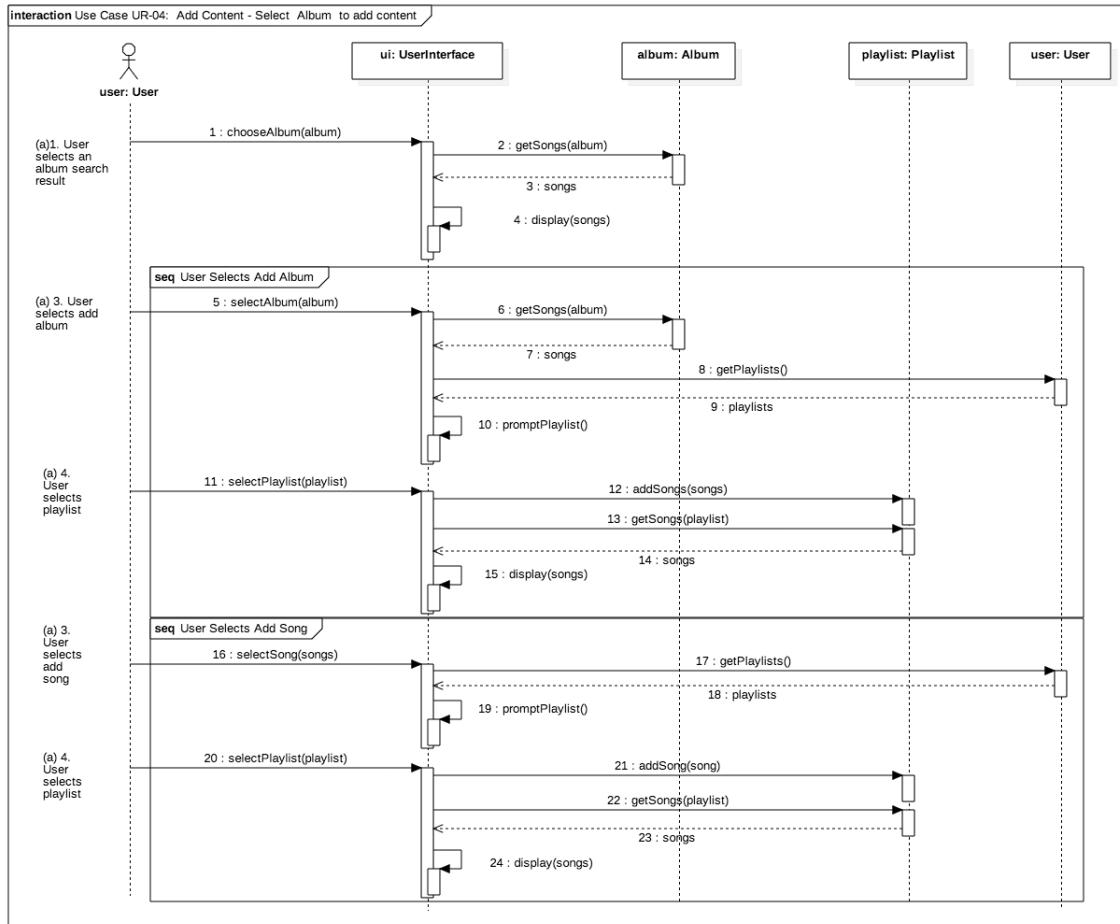 interaction Use Case UR-04: Add Content - Select Album to add content
user: User
ui: UserInterface
album: Album
playlist: Playlist
user: User
(a)1. User
selects an
album search
result
1 : chooseAlbum(album)
2 : getSongs(album)
3 : songs
4 : display(songs)
seq User Selects Add Album
(a) 3. User
selects add
album
5 : selectAlbum(album)
6 : getSongs(album)
7 : songs
8 : getPlaylists()
9 : playlists
10 : promptPlaylist()
(a) 4.
User
selects
playlist
11 : selectPlaylist(playlist)
12 : addSongs(songs)
13 : getSongs(playlist)
14 : songs
15 : display(songs)
seq User Selects Add Song
(a) 3.
User
selects
add
song
16 : selectSong(songs)
17 : getPlaylists()
18 : playlists
19 : promptPlaylist()
(a) 4.
User
selects
playlist
20 : selectPlaylist(playlist)
21 : addSong(song)
22 : getSongs(playlist)
23 : songs
24 : display(songs)